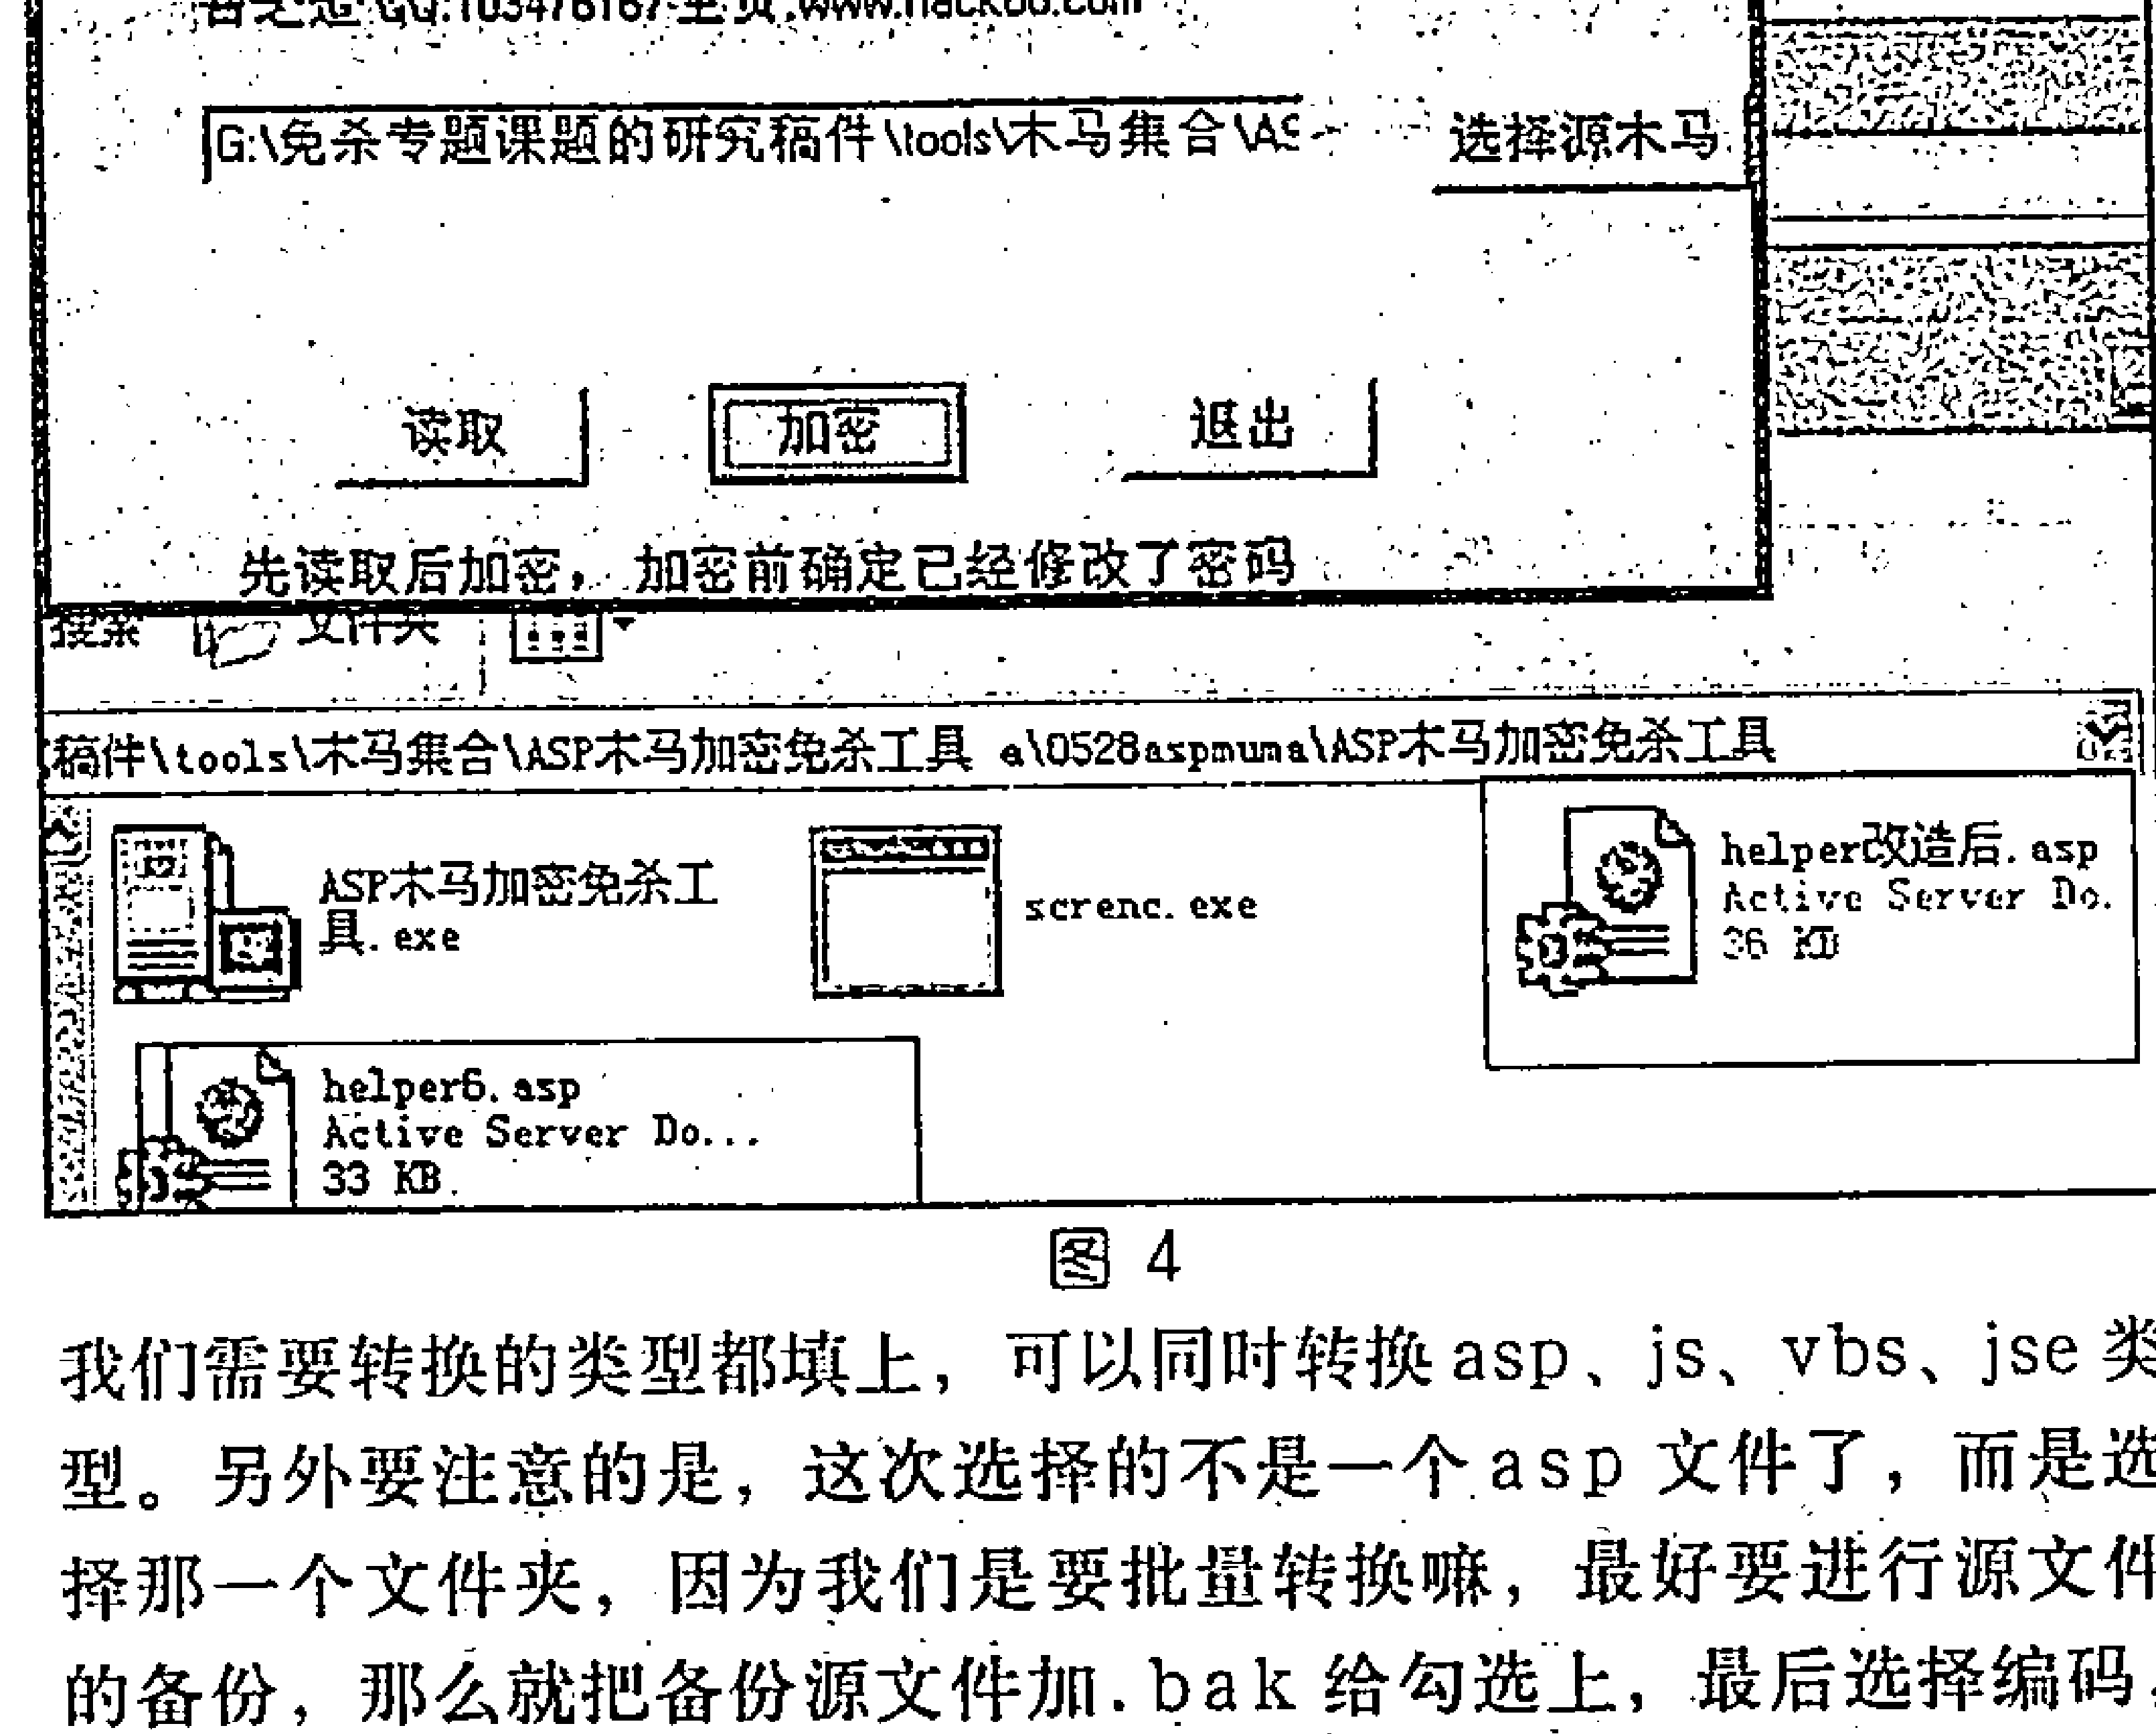 QQ:103478167 主页:www.hack66.com
G:\免杀专题课题的研究稿件\tools\木马集合\AS
选择源木马
读取
加密
退出
先读取后加密，加密前确定已经修改了密码
搜索 文件夹
稿件\tools\木马集合\ASP木马加密免杀工具 a\0528aspmuma\ASP木马加密免杀工具
ASP木马加密免杀工
具.exe
screnc.exe
helper改造后.asp
Active Server Do.
36 KB
helper6.asp
Active Server Do...
33 KB
图 4
我们需要转换的类型都填上，可以同时转换asp、js、vbs、jse类
型。另外要注意的是，这次选择的不是一个asp文件了，而是选
择那一个文件夹，因为我们是要批量转换嘛，最好要进行源文件
的备份，那么就把备份源文件加.bak给勾选上，最后选择编码，